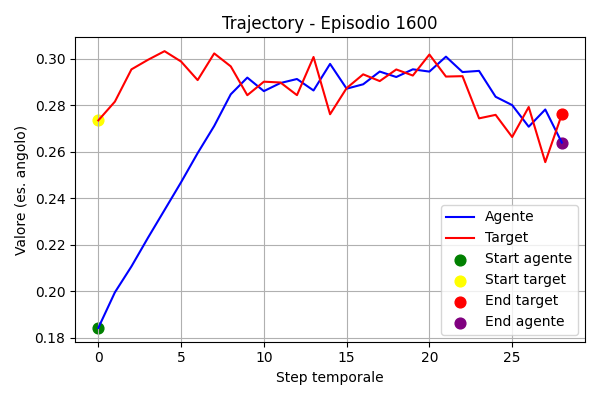 Trajectory - Episodio 1600
Valore (es. angolo)
0.30
0.28
0.26
0.24
0.22
0.20
0.18
Agente
Target
Start agente
Start target
End target
End agente
0 5 10 15 20 25
Step temporale